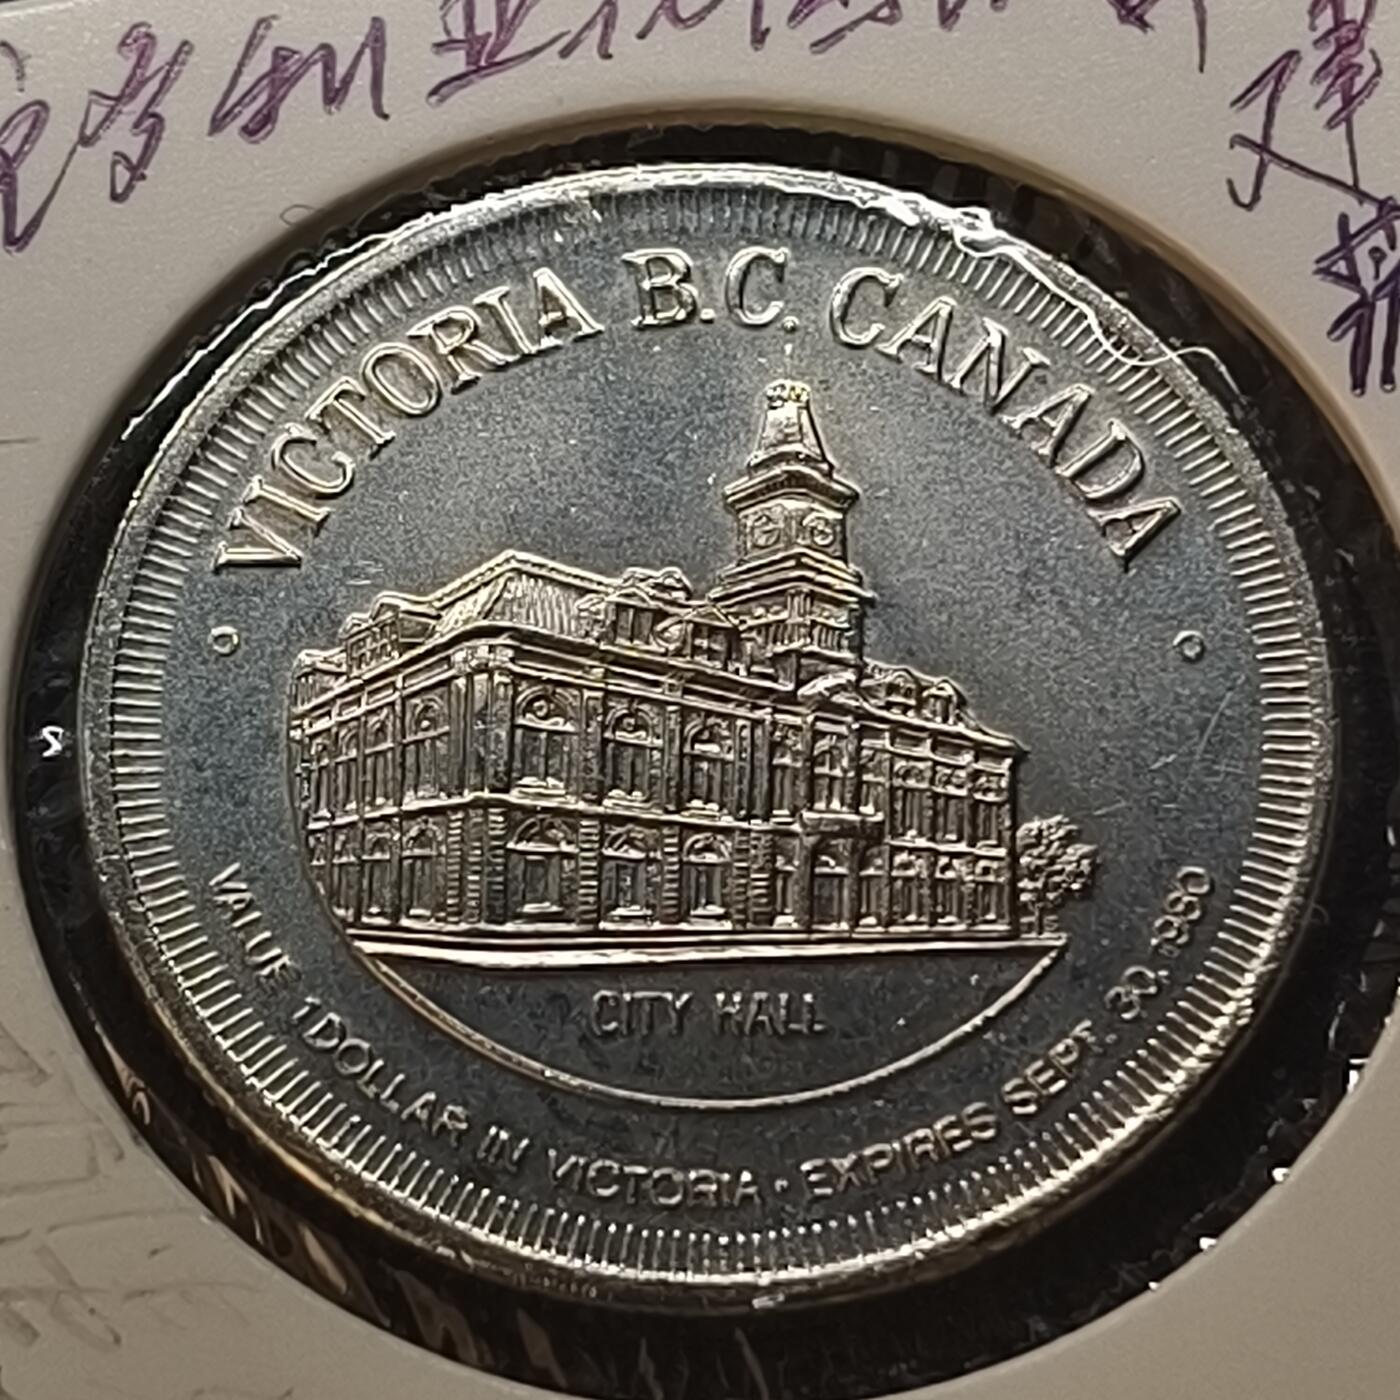 VICTORIA B.C. CANADA
CITY HALL
VALUE 1 DOLLAR IN VICTORIA · EXPIRES SEPT. 30, 1980